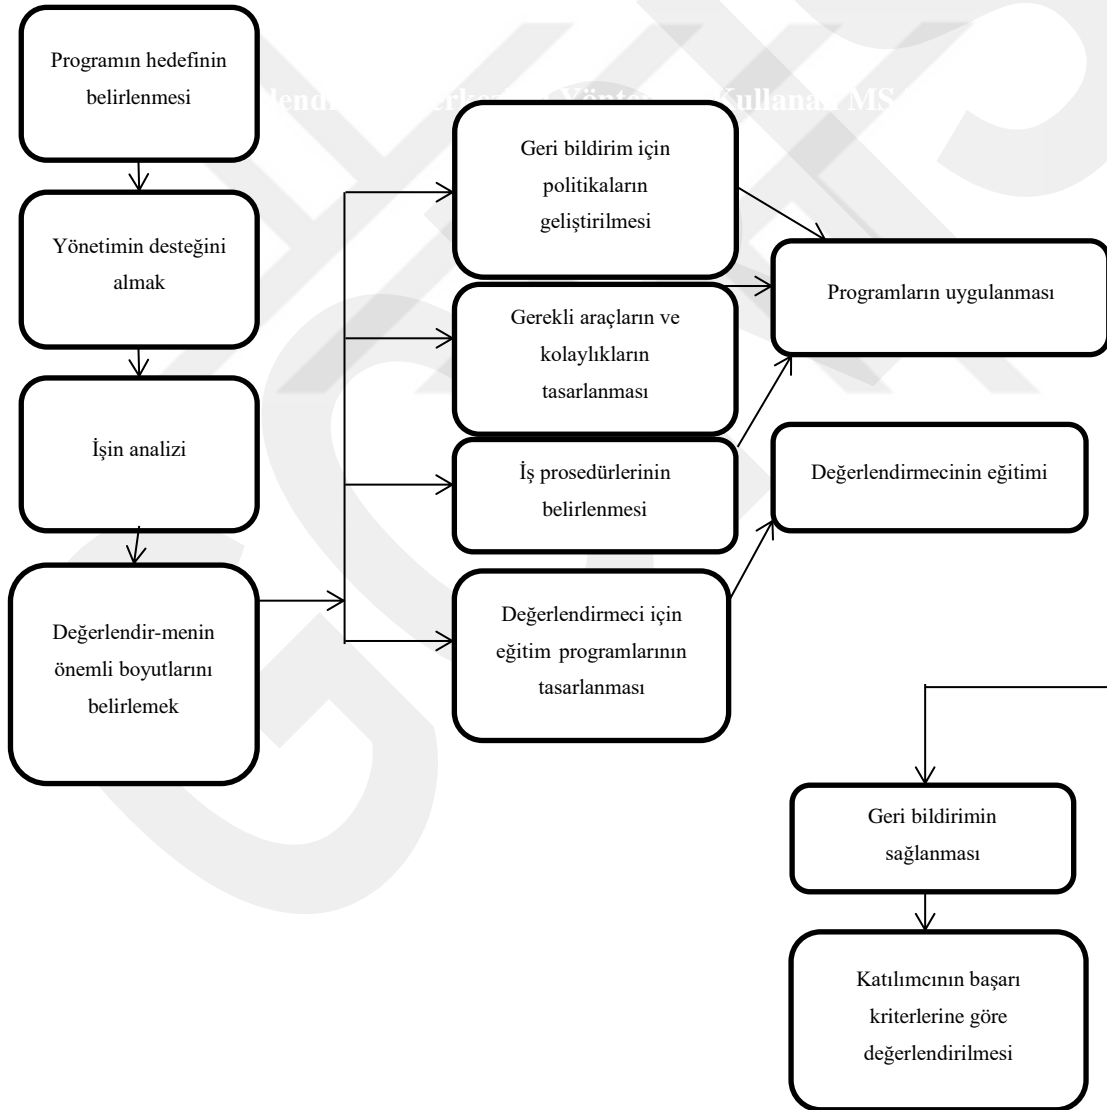 Programın hedefinin
belirlenmesi
Yönetimin desteğini
almak
İşin analizi
Değerlendir-menin
önemli boyutlarını
belirlemek
Geri bildirim için
politikaların
geliştirilmesi
Gerekli araçların ve
kolaylıkların
tasarlanması
İş prosedürlerinin
belirlenmesi
Değerlendirmeci için
eğitim programlarının
tasarlanması
Programların uygulanması
Değerlendirmecinin eğitimi
Geri bildirimin
sağlanması
Katılımcının başarı
kriterlerine göre
değerlendirilmesi